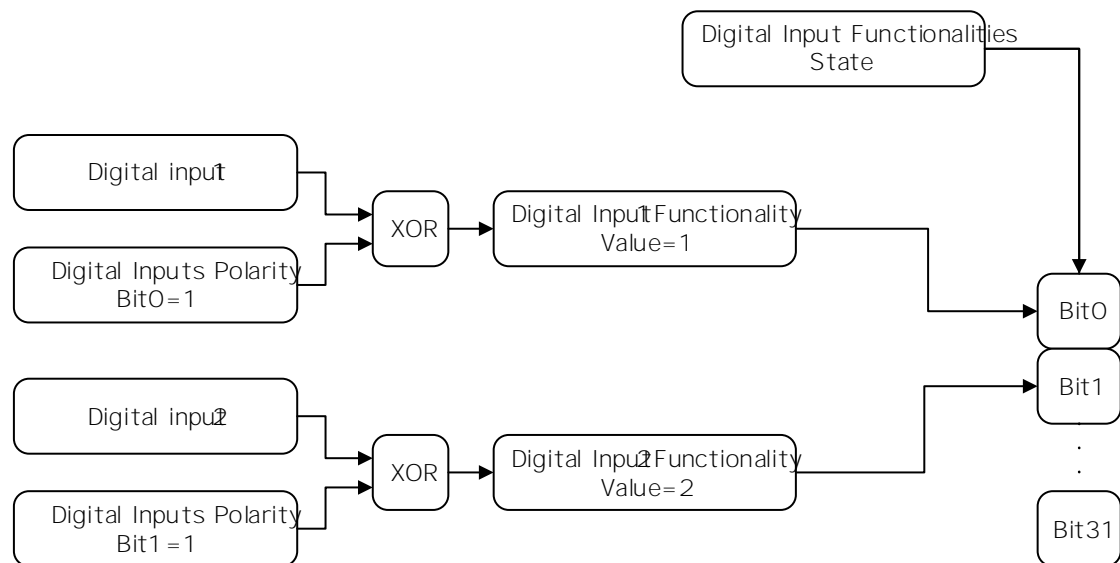 Digital Input Functionalities
State
Digital input1
Digital Inputs Polarity
Bit0=1
XOR
Digital Input1Functionality
Value=1
Bit0
Bit1
.
.
.
Bit31
Digital input2
Digital Inputs Polarity
Bit1=1
XOR
Digital Input2Functionality
Value=2